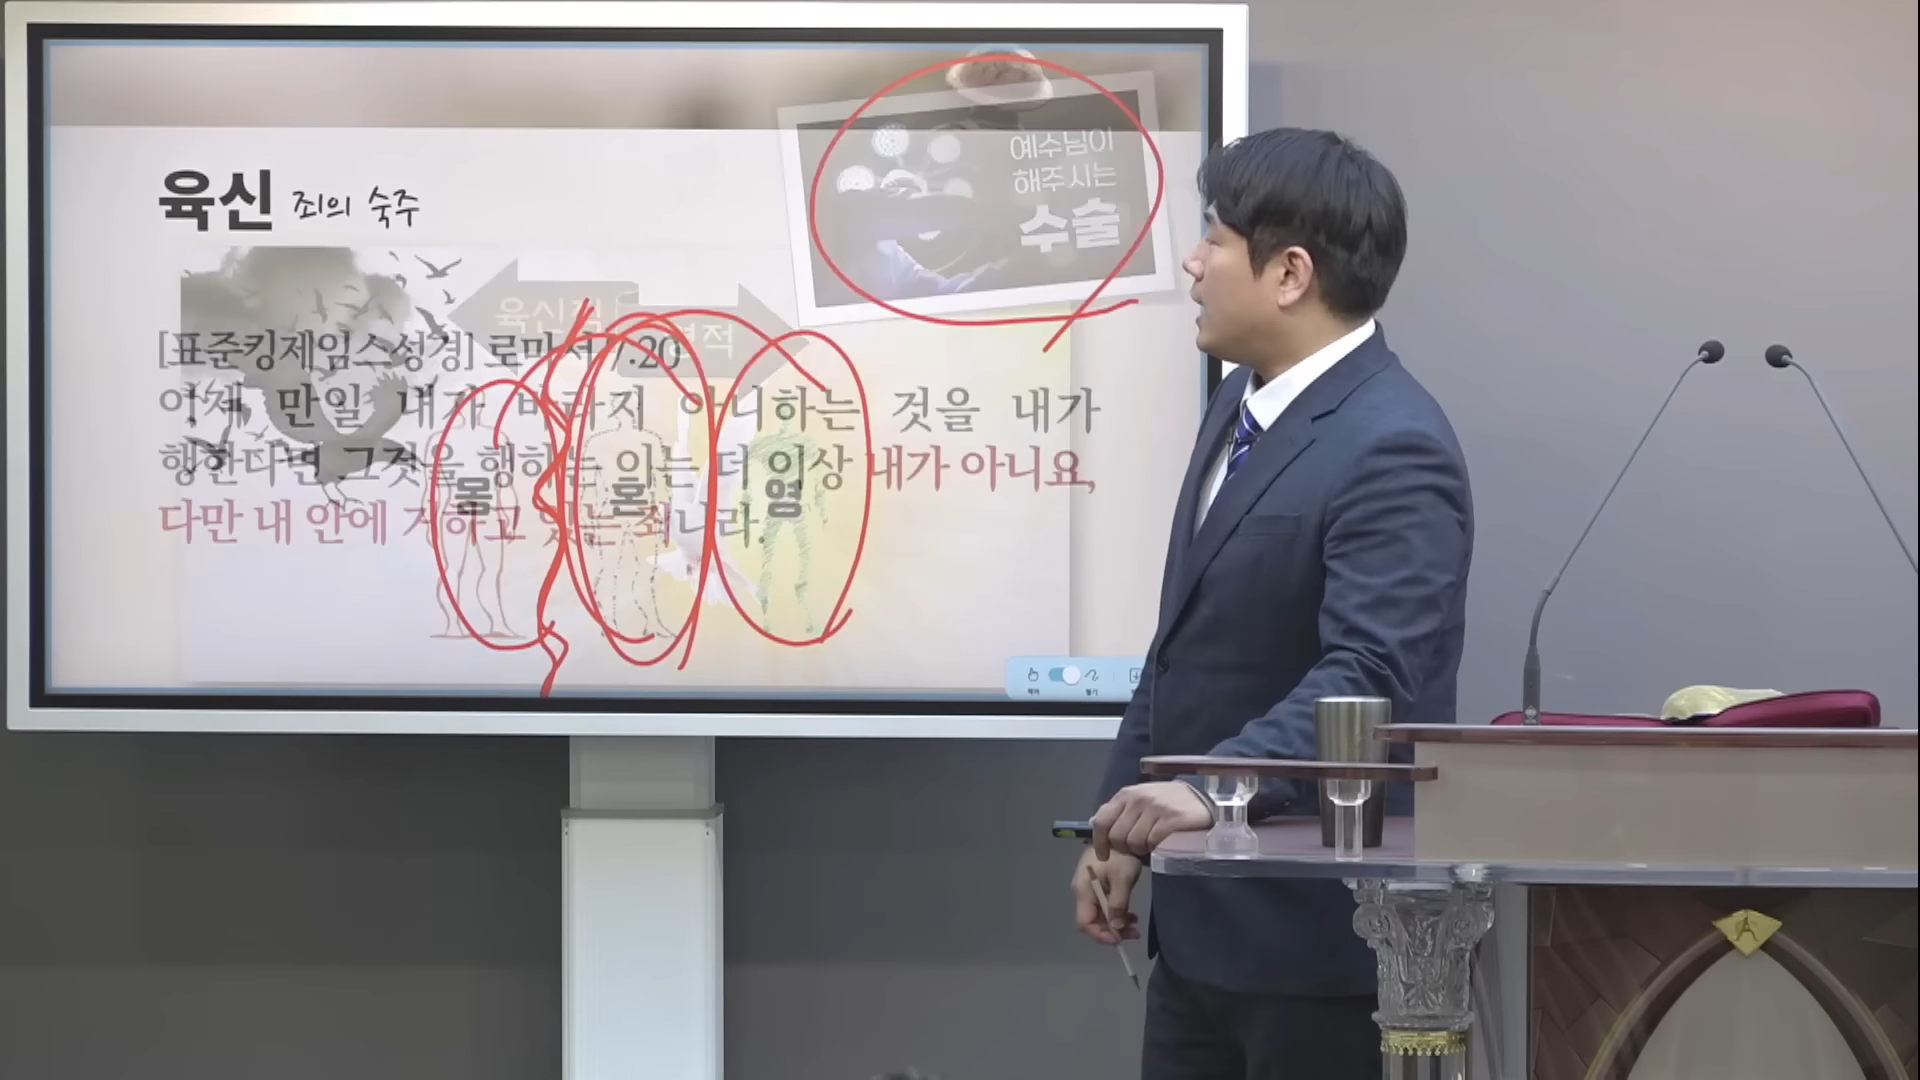 예수님이
해주시는
수술
육신 죄의 숙주
육신적
영적
[표준킹제임스성경] 로마서 7.20
이제 만일 내가 바라지 아니하는 것을 내가
행한다면 그것을 행하는 이는 더 이상 내가 아니요,
다만 내 안에 거하고 있는 죄니라.
몸 혼 영